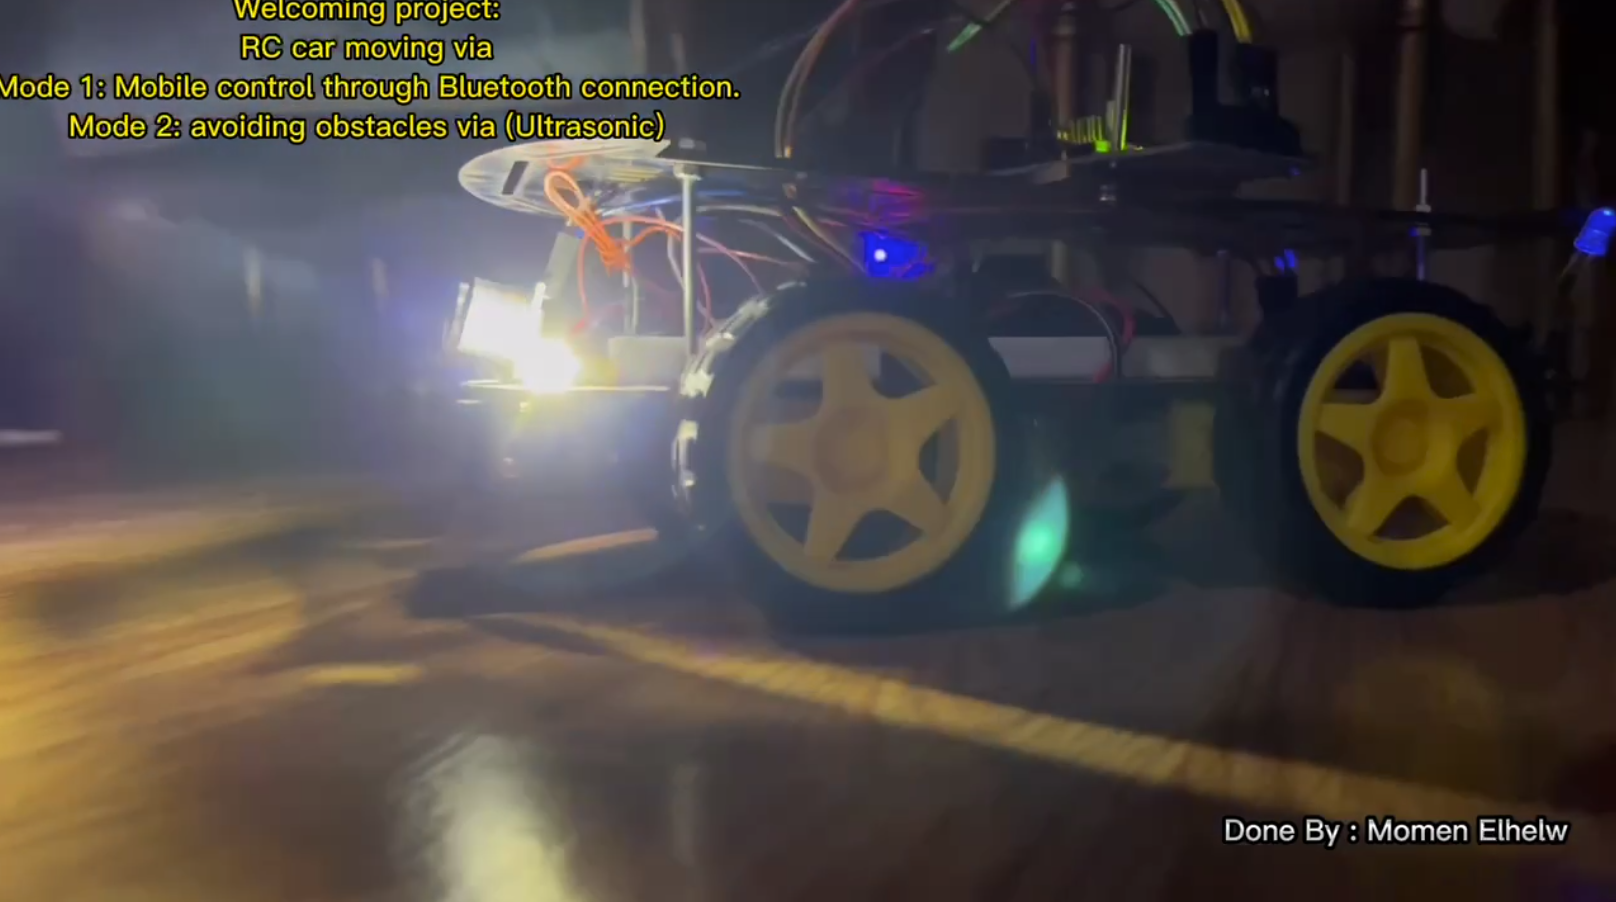 Welcoming project:
RC car moving via
Mode 1: Mobile control through Bluetooth connection.
Mode 2: avoiding obstacles via (Ultrasonic)
Done By : Momen Elhelw